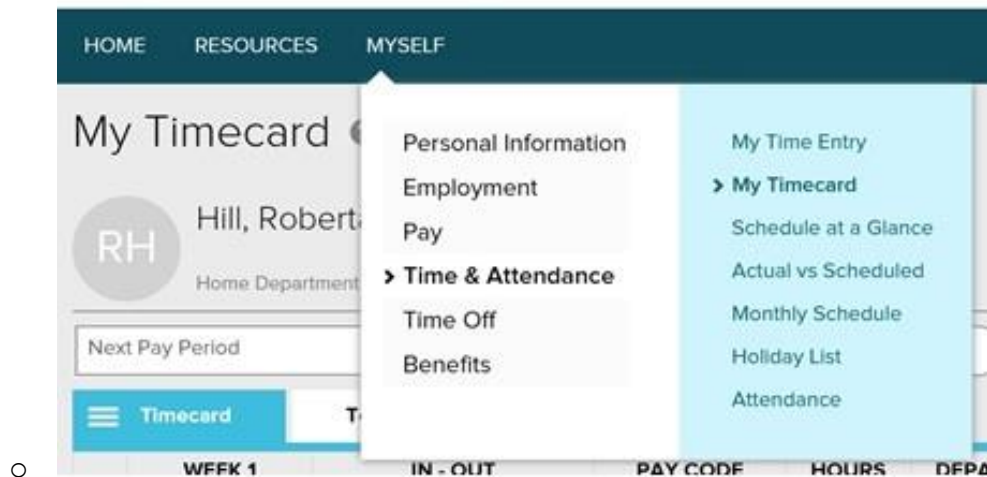 HOME RESOURCES MYSELF
My Timecard
Personal Information
Employment
Pay
Time & Attendance
Time Off
Benefits
My Time Entry
My Timecard
Schedule at a Glance
Actual vs Scheduled
Monthly Schedule
Holiday List
Attendance
RH
Hill, Roberta
Home Department
Next Pay Period
Timecard
WEEK 1 IN - OUT PAY CODE HOURS